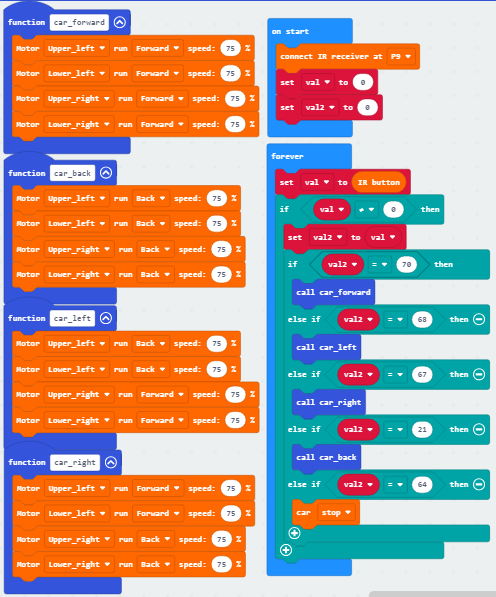 function car_forward
Motor Upper_left run Forward speed: 75 %
Motor Lower_left run Forward speed: 75 %
Motor Upper_right run Forward speed: 75 %
Motor Lower_right run Forward speed: 75 %
function car_back
Motor Upper_left run Back speed: 75 %
Motor Lower_left run Back speed: 75 %
Motor Upper_right run Back speed: 75 %
Motor Lower_right run Back speed: 75 %
function car_left
Motor Upper_left run Back speed: 75 %
Motor Lower_left run Back speed: 75 %
Motor Upper_right run Forward speed: 75 %
Motor Lower_right run Forward speed: 75 %
function car_right
Motor Upper_left run Forward speed: 75 %
Motor Lower_left run Forward speed: 75 %
Motor Upper_right run Back speed: 75 %
Motor Lower_right run Back speed: 75 %
on start
connect IR receiver at P9
set val to 0
set val2 to 0
forever
set val to IR button
if val ≠ 0 then
set val2 to val
if val2 = 70 then
call car_forward
else if val2 = 68 then
call car_left
else if val2 = 67 then
call car_right
else if val2 = 21 then
call car_back
else if val2 = 64 then
car stop